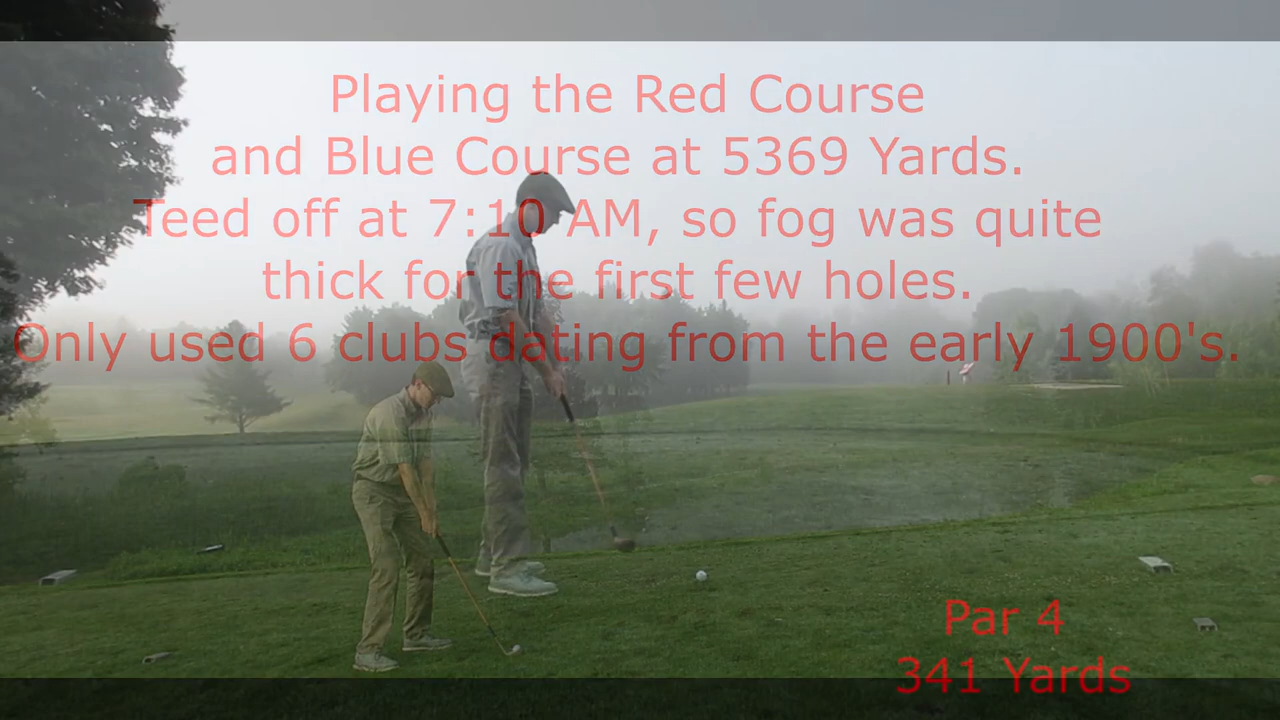 Playing the Red Course
and Blue Course at 5369 Yards.
Teed off at 7:10 AM, so fog was quite
thick for the first few holes.
Only used 6 clubs dating from the early 1900's.
Par 4
341 Yards